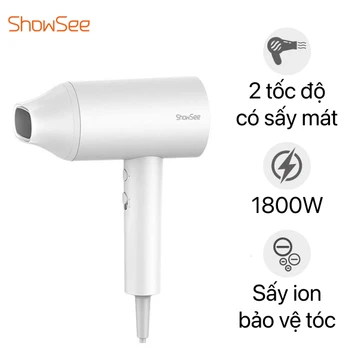 ShowSee
2 tốc độ
có sấy mát
ShowSee
1800W
Sấy ion
bảo vệ tóc